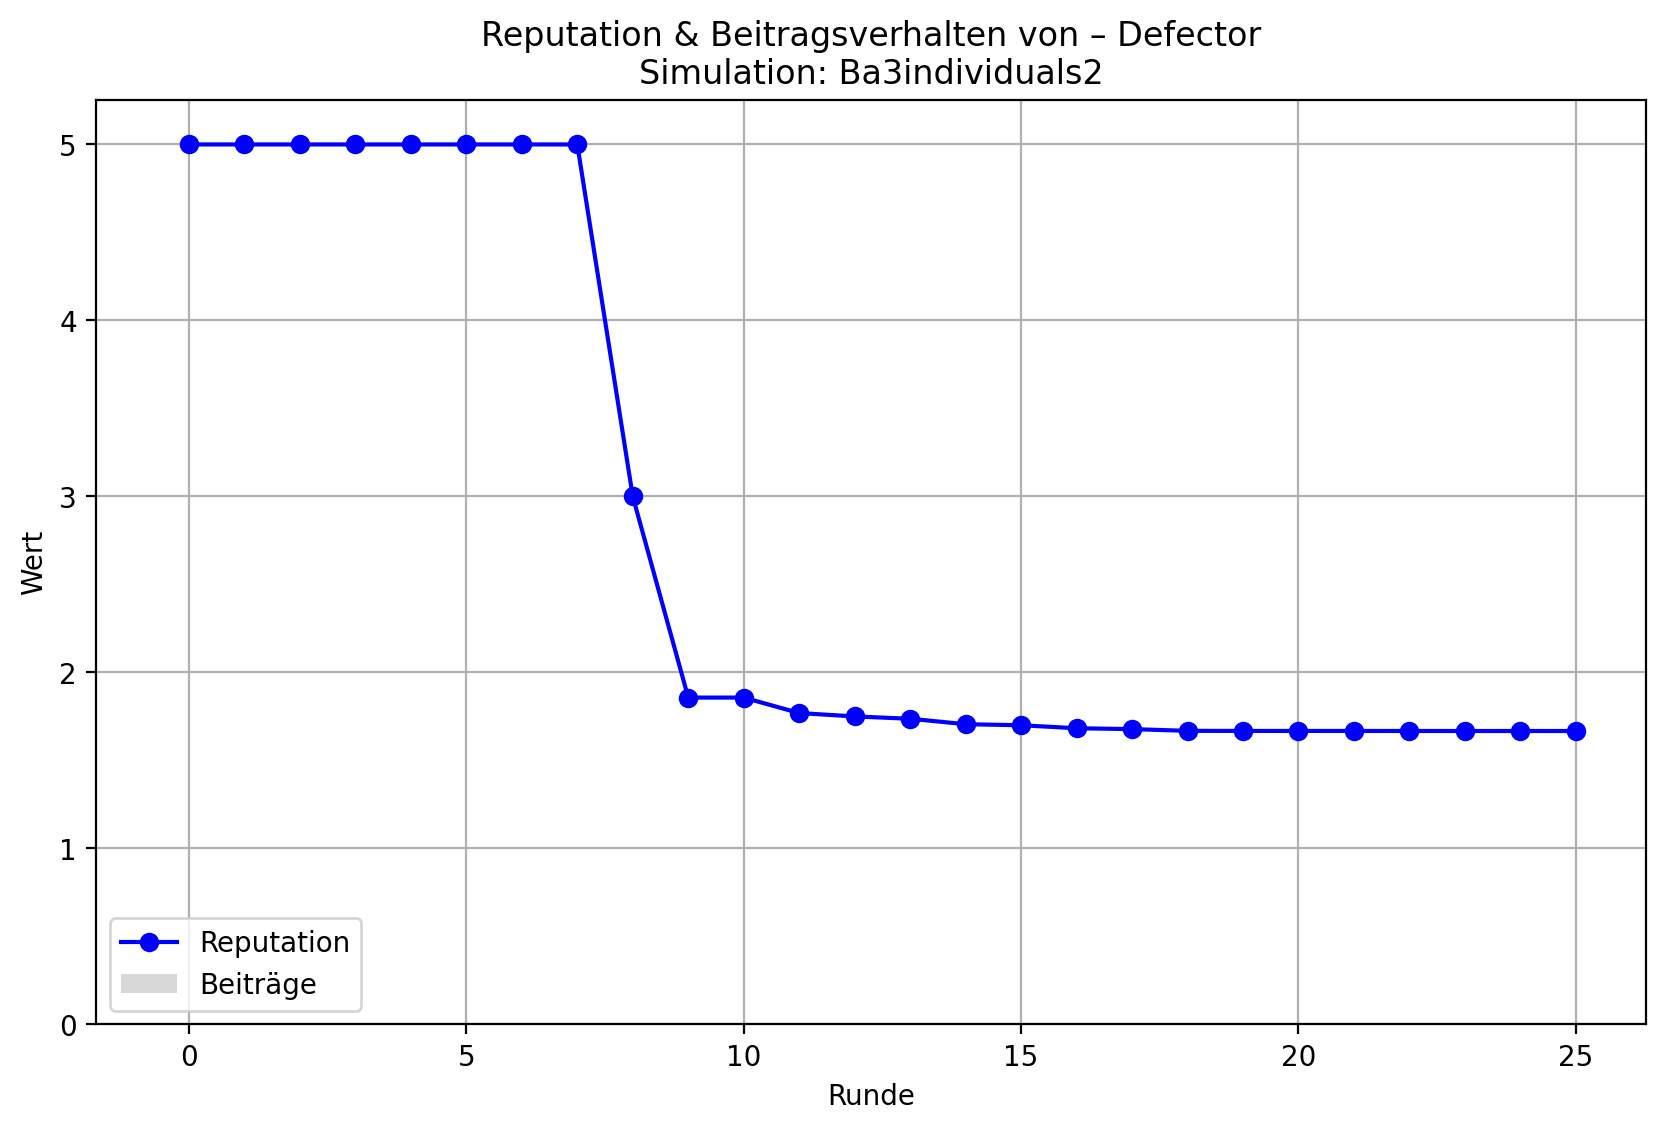 Reputation & Beitragsverhalten von – Defector
Simulation: Ba3individuals2
5
4
3
2
1
0
Wert
Reputation
Beiträge
0 5 10 15 20 25
Runde